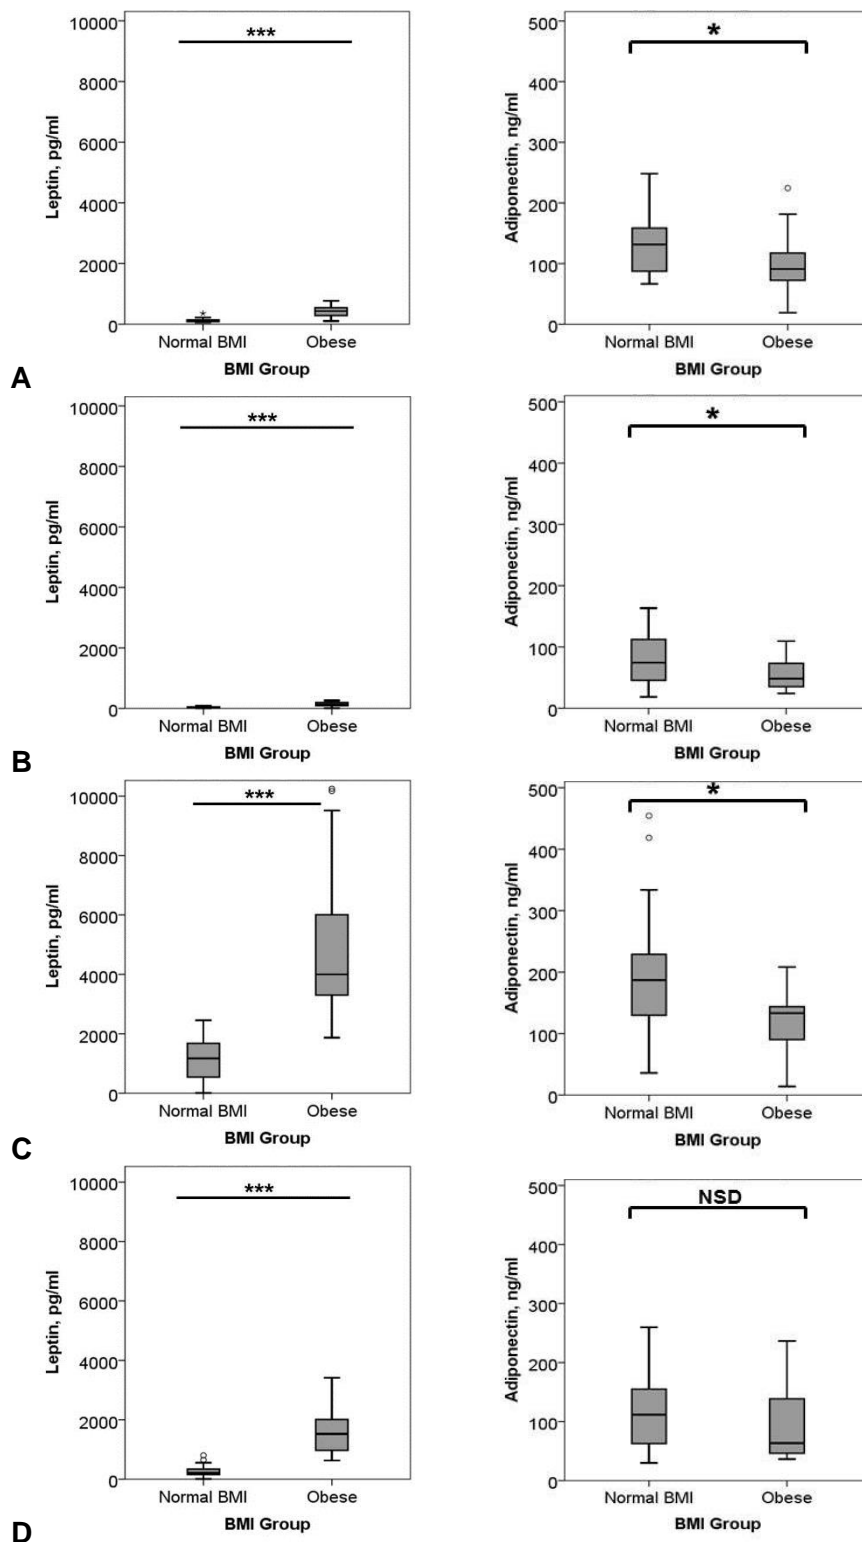 ***
10000
8000
6000
4000
2000
0
Leptin, pg/ml
Normal BMI Obese
BMI Group
*
500
400
300
200
100
0
Adiponectin, ng/ml
Normal BMI Obese
BMI Group
A
***
10000
8000
6000
4000
2000
0
Leptin, pg/ml
Normal BMI Obese
BMI Group
*
500
400
300
200
100
0
Adiponectin, ng/ml
Normal BMI Obese
BMI Group
B
***
10000
8000
6000
4000
2000
0
Leptin, pg/ml
Normal BMI Obese
BMI Group
*
500
400
300
200
100
0
Adiponectin, ng/ml
Normal BMI Obese
BMI Group
C
***
10000
8000
6000
4000
2000
0
Leptin, pg/ml
Normal BMI Obese
BMI Group
NSD
500
400
300
200
100
0
Adiponectin, ng/ml
Normal BMI Obese
BMI Group
D